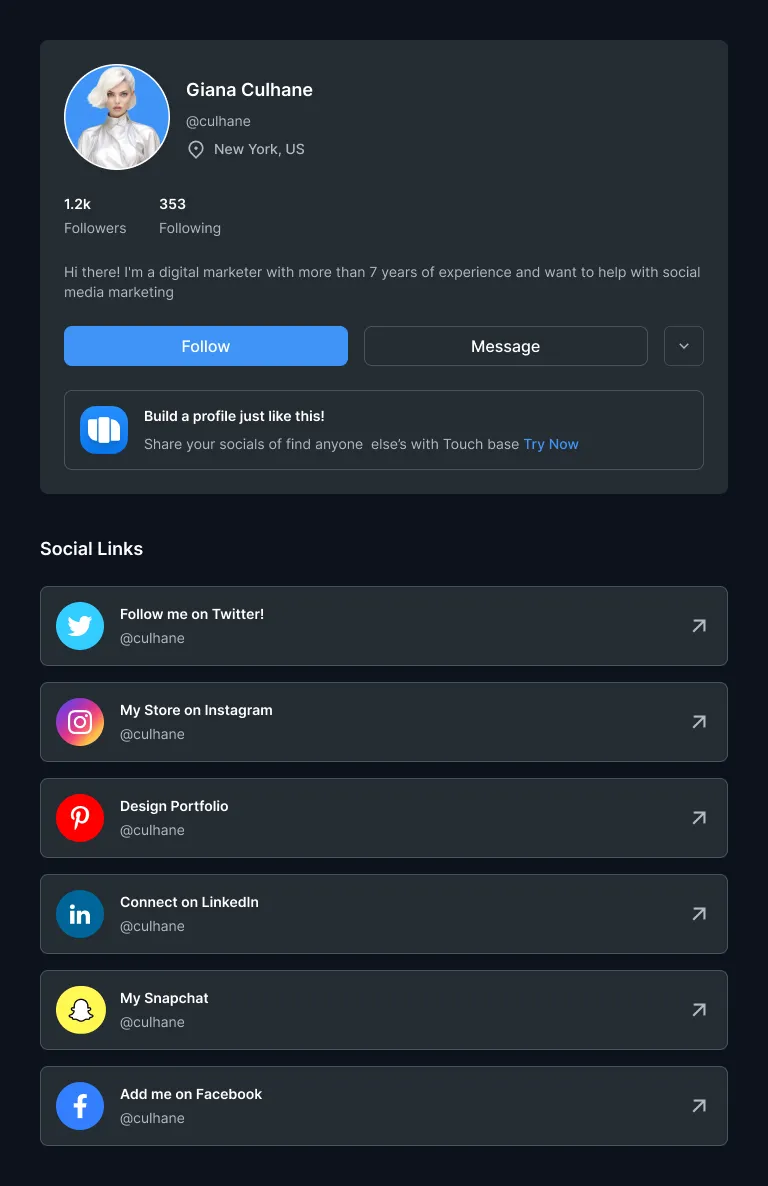 Giana Culhane
@culhane
New York, US
1.2k
353
Followers
Following
Hi there! I'm a digital marketer with more than 7 years of experience and want to help with social
media marketing
Follow
Message
Build a profile just like this!
Share your socials of find anyone  else’s with Touch base Try Now
Social Links
Follow me on Twitter!
@culhane
My Store on Instagram
@culhane
Design Portfolio
@culhane
Connect on LinkedIn
@culhane
My Snapchat
@culhane
Add me on Facebook
@culhane